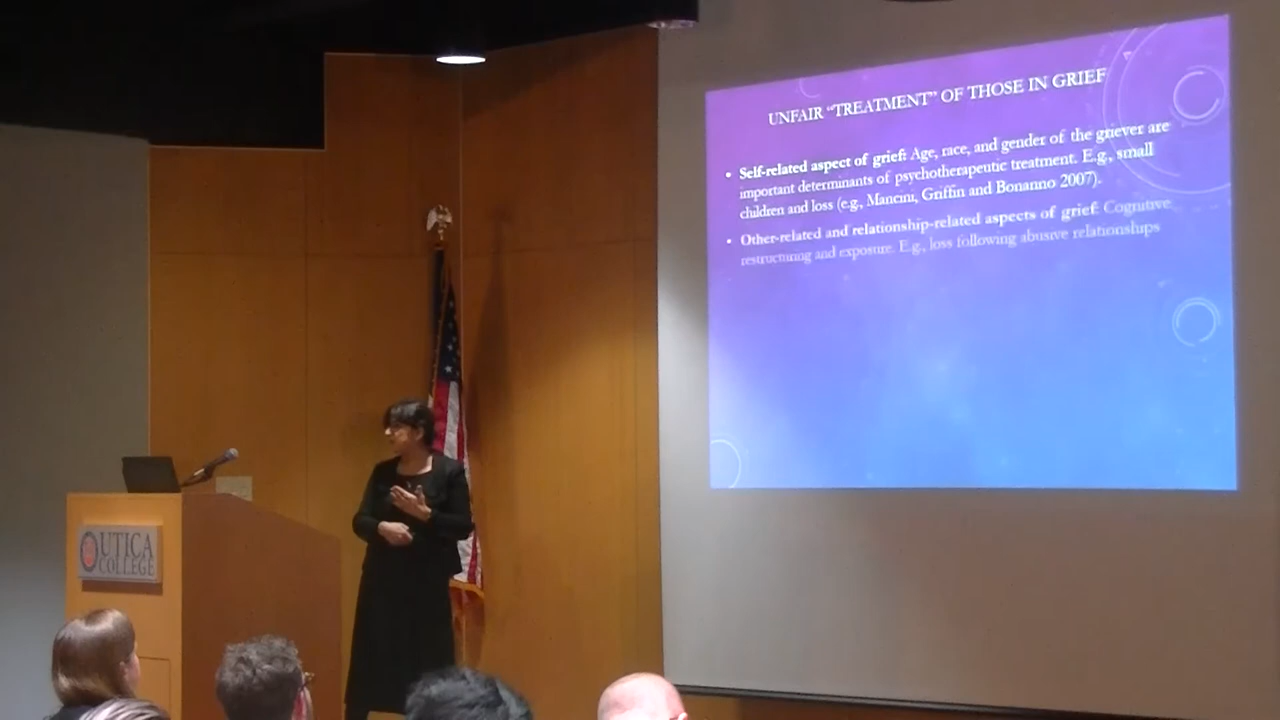 UNFAIR “TREATMENT” OF THOSE IN GRIEF
• Self-related aspect of grief: Age, race, and gender of the griever are
important determinants of psychotherapeutic treatment. E.g., small
children and loss (e.g., Mancini, Griffin and Bonanno 2007).
• Other-related and relationship-related aspects of grief: Cognitive
restructuring and exposure. E.g., loss following abusive relationships
UTICA
COLLEGE